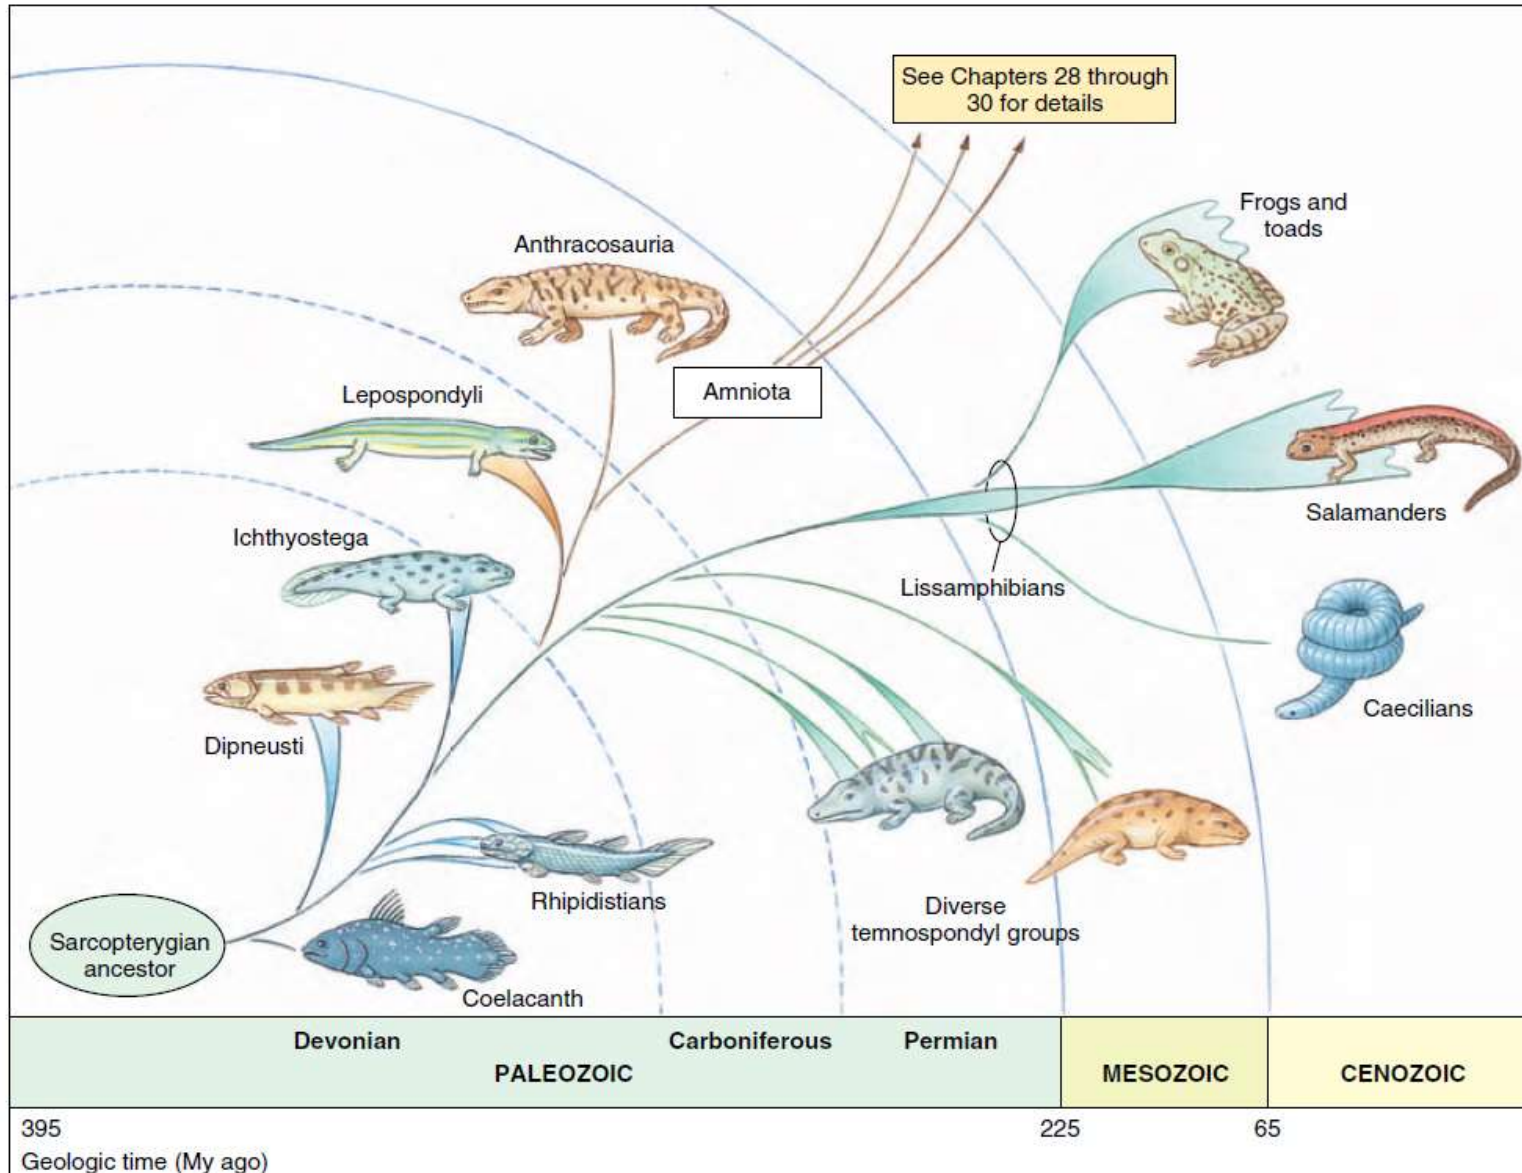 See Chapters 28 through
30 for details
Frogs and
toads
Anthracosauria
Lepospondyli
Amniota
Salamanders
Ichthyostega
Lissamphibians
Caecilians
Dipneusti
Rhipidistians
Diverse
temnospondyl groups
Sarcopterygian
ancestor
Coelacanth
Devonian
Carboniferous
Permian
PALEOZOIC
MESOZOIC
CENOZOIC
395
225
65
Geologic time (My ago)